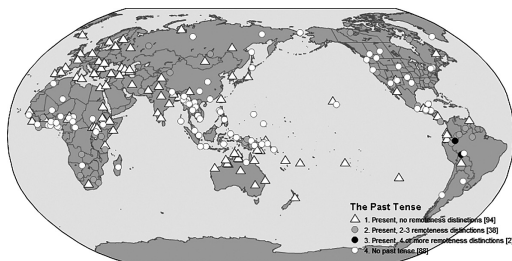 The Past Tense
1. Present, no remoteness distinctions [94]
2. Present, 2-3 remoteness distinctions [38]
3. Present, 4 or more remoteness distinctions [2
4. No past tense [88]